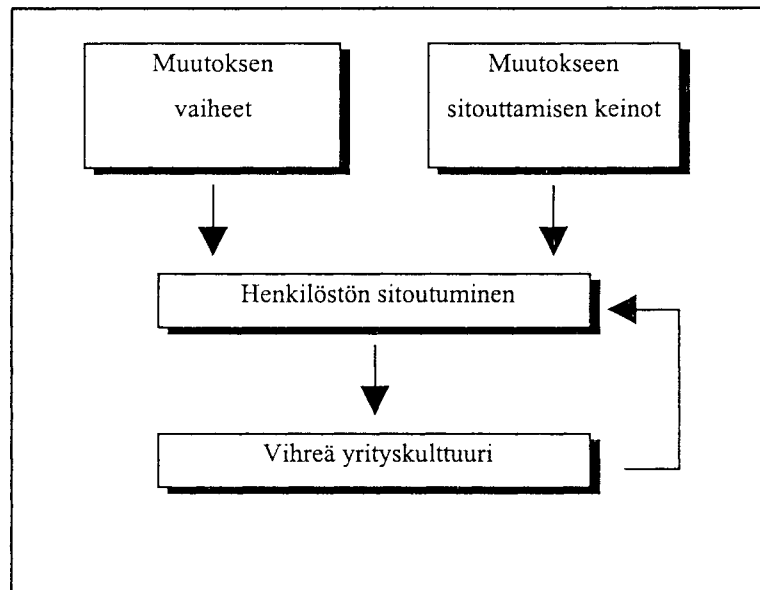 Muutoksen
vaiheet
Muutokseen
sitouttamisen keinot
Henkilöstön sitoutuminen
Vihreä yrityskulttuuri